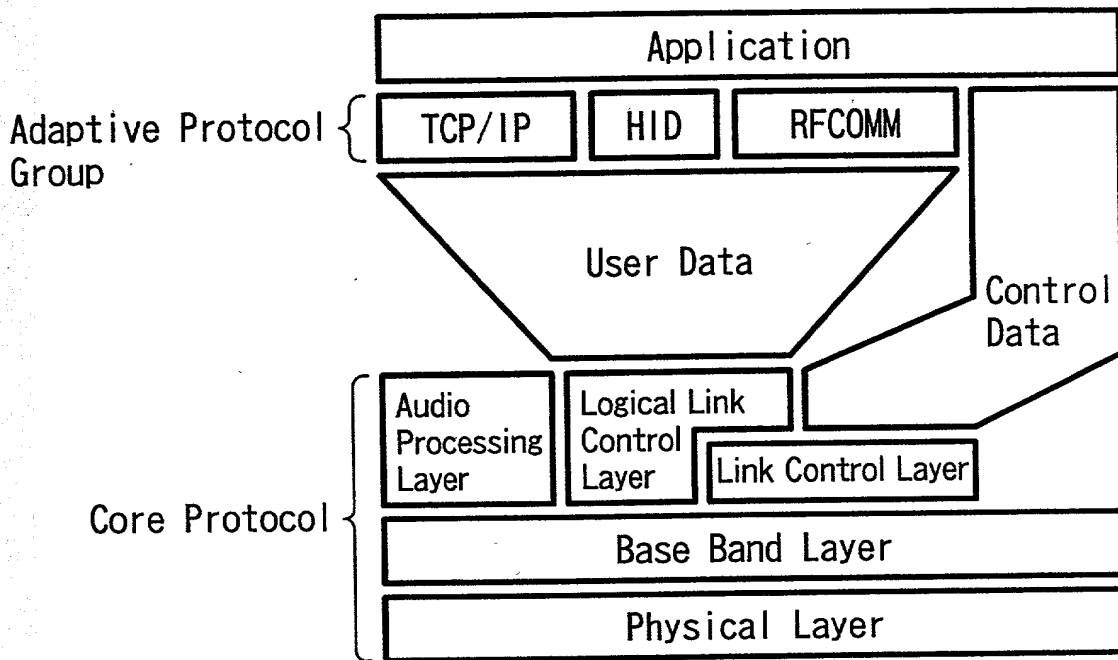 Application
Adaptive Protocol
Group
TCP/IP
HID
RFCOMM
User Data
Control
Data
Core Protocol
Audio
Processing
Layer
Logical Link
Control
Layer
Link Control Layer
Base Band Layer
Physical Layer